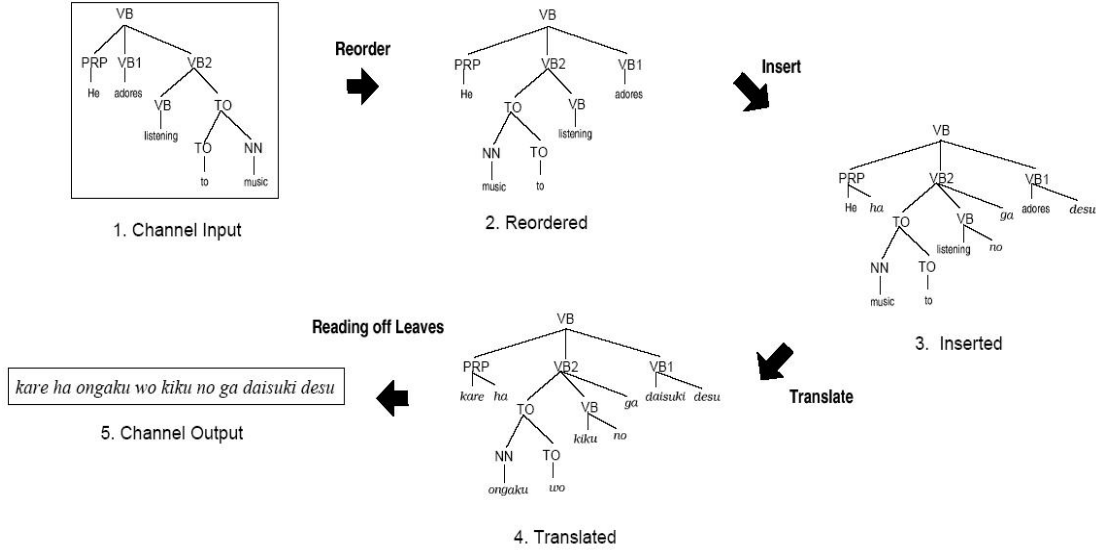 VB
PRP VB1 VB2
He adores VB TO
listening
TO NN
to music
1. Channel Input
Reorder
VB
PRP VB2 VB1
He TO VB adores
listening
NN TO
music to
2. Reordered
Insert
VB
PRP VB2 VB1
He ha ga adores desu
TO VB
listening no
NN TO
music to
3. Inserted
Translate
VB
PRP VB2 VB1
kare ha ga daisuki desu
TO VB
kiku no
NN TO
ongaku wo
4. Translated
Reading off Leaves
kare ha ongaku wo kiku no ga daisuki desu
5. Channel Output